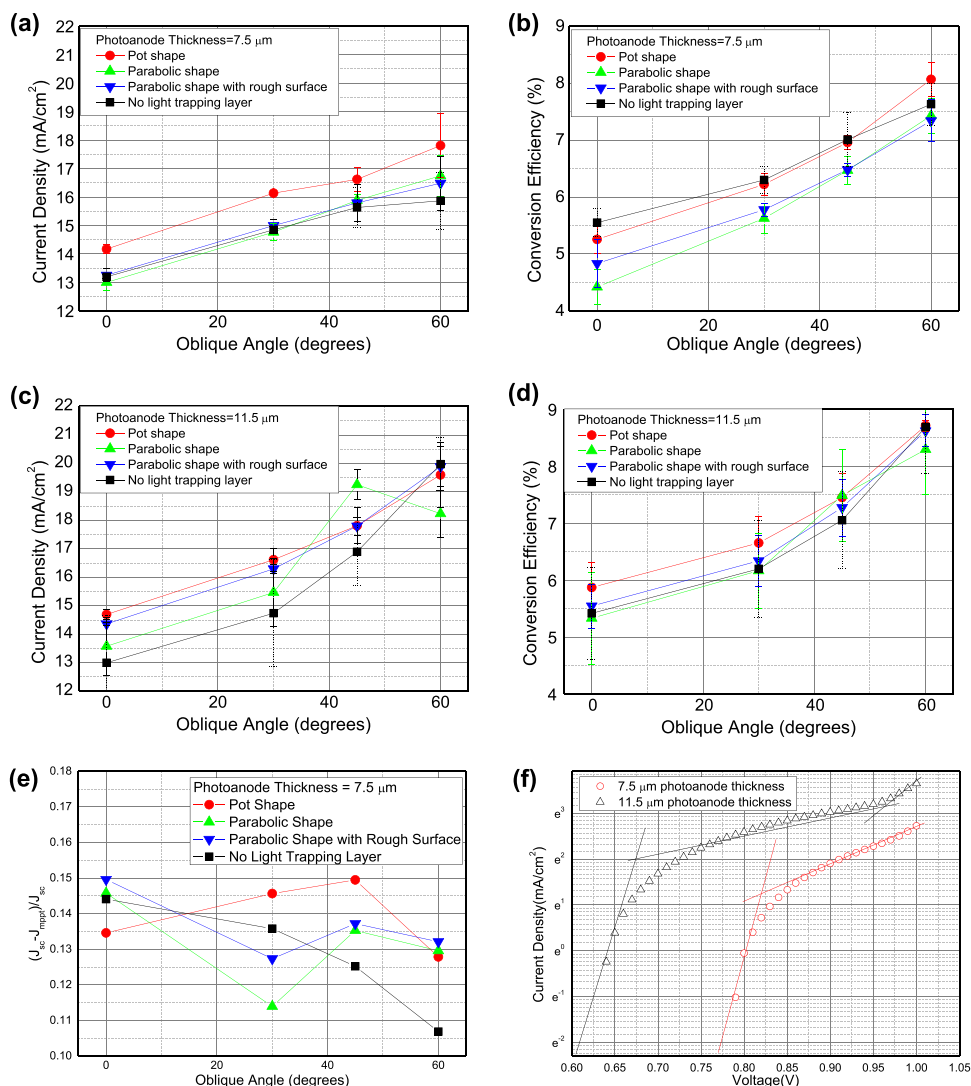 (a)
22
21
20
19
18
17
16
15
14
13
12
Current Density (mA/cm²)
Photoanode Thickness=7.5 μm
Pot shape
Parabolic shape
Parabolic shape with rough surface
No light trapping layer
0 20 40 60
Oblique Angle (degrees)
(b)
9
8
7
6
5
4
Conversion Efficiency (%)
Photoanode Thickness=7.5 μm
Pot shape
Parabolic shape
Parabolic shape with rough surface
No light trapping layer
0 20 40 60
Oblique Angle (degrees)
(c)
22
21
20
19
18
17
16
15
14
13
12
Current Density (mA/cm²)
Photoanode Thickness=11.5 μm
Pot shape
Parabolic shape
Parabolic shape with rough surface
No light trapping layer
0 20 40 60
Oblique Angle (degrees)
(d)
9
8
7
6
5
4
Conversion Efficiency (%)
Photoanode Thickness=11.5 μm
Pot shape
Parabolic shape
Parabolic shape with rough surface
No light trapping layer
0 20 40 60
Oblique Angle (degrees)
(e)
0.18
0.17
0.16
0.15
0.14
0.13
0.12
0.11
0.10
(Jsc-Jmppt)/Jsc
Photoanode Thickness = 7.5 μm
Pot Shape
Parabolic Shape
Parabolic Shape with Rough Surface
No Light Trapping Layer
0 20 40 60
Oblique Angle (degrees)
(f)
e³
e²
e¹
e⁰
e⁻¹
e⁻²
Current Density(mA/cm²)
7.5 μm photoanode thickness
11.5 μm photoanode thickness
0.60 0.65 0.70 0.75 0.80 0.85 0.90 0.95 1.00 1.05
Voltage(V)